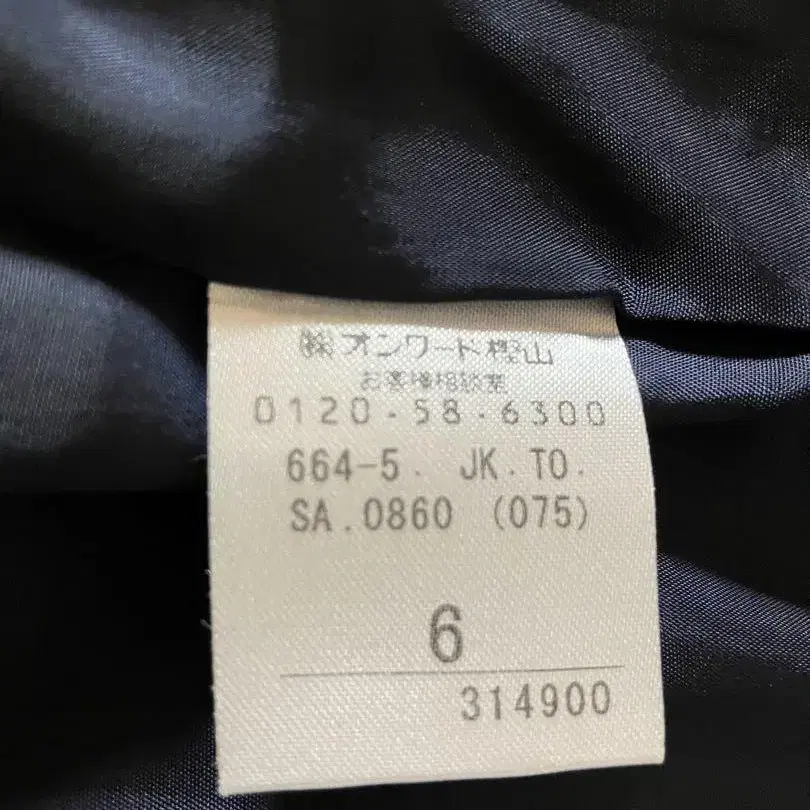 ㈱オンワード樫山
お客様相談室
0120・58・6300
664-5. JK.TO.
SA.0860 (075)
6
314900